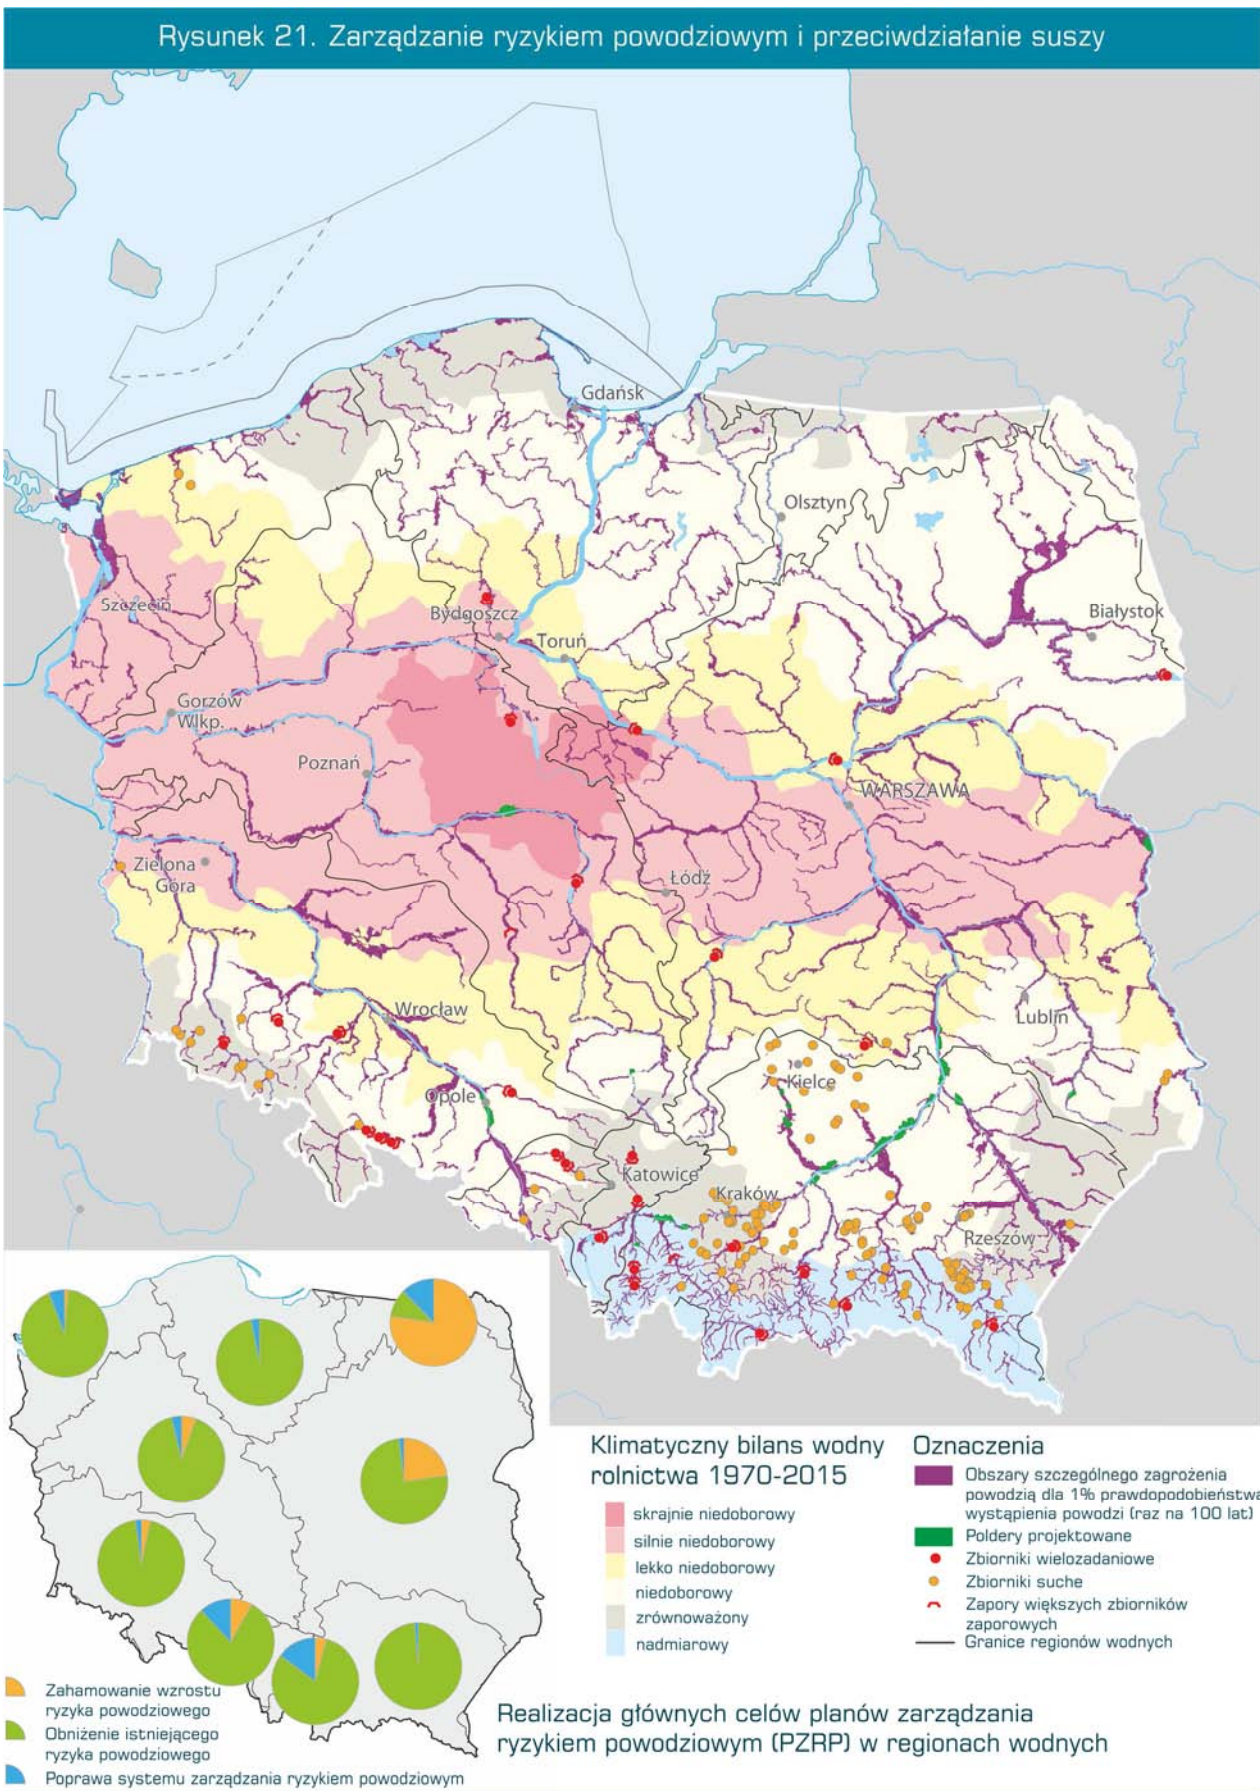 Rysunek 21. Zarządzanie ryzykiem powodziowym i przeciwdziałanie suszy
Gdańsk
Olsztyn
Szczecin
Bydgoszcz
Białystok
Toruń
Gorzów
Wlkp.
Poznań
WARSZAWA
Zielona
Góra
Łódź
Wrocław
Lublin
Kielce
Opole
Katowice
Kraków
Rzeszów
Klimatyczny bilans wodny
rolnictwa 1970-2015
skrajnie niedoborowy
silnie niedoborowy
lekko niedoborowy
niedoborowy
zrównoważony
nadmiarowy
Oznaczenia
Obszary szczególnego zagrożenia
powodzią dla 1% prawdopodobieństwa
wystąpienia powodzi (raz na 100 lat)
Poldery projektowane
Zbiorniki wielozadaniowe
Zbiorniki suche
Zapory większych zbiorników
zaporowych
Granice regionów wodnych
Zahamowanie wzrostu
ryzyka powodziowego
Obniżenie istniejącego
ryzyka powodziowego
Poprawa systemu zarządzania ryzykiem powodziowym
Realizacja głównych celów planów zarządzania
ryzykiem powodziowym (PZRP) w regionach wodnych